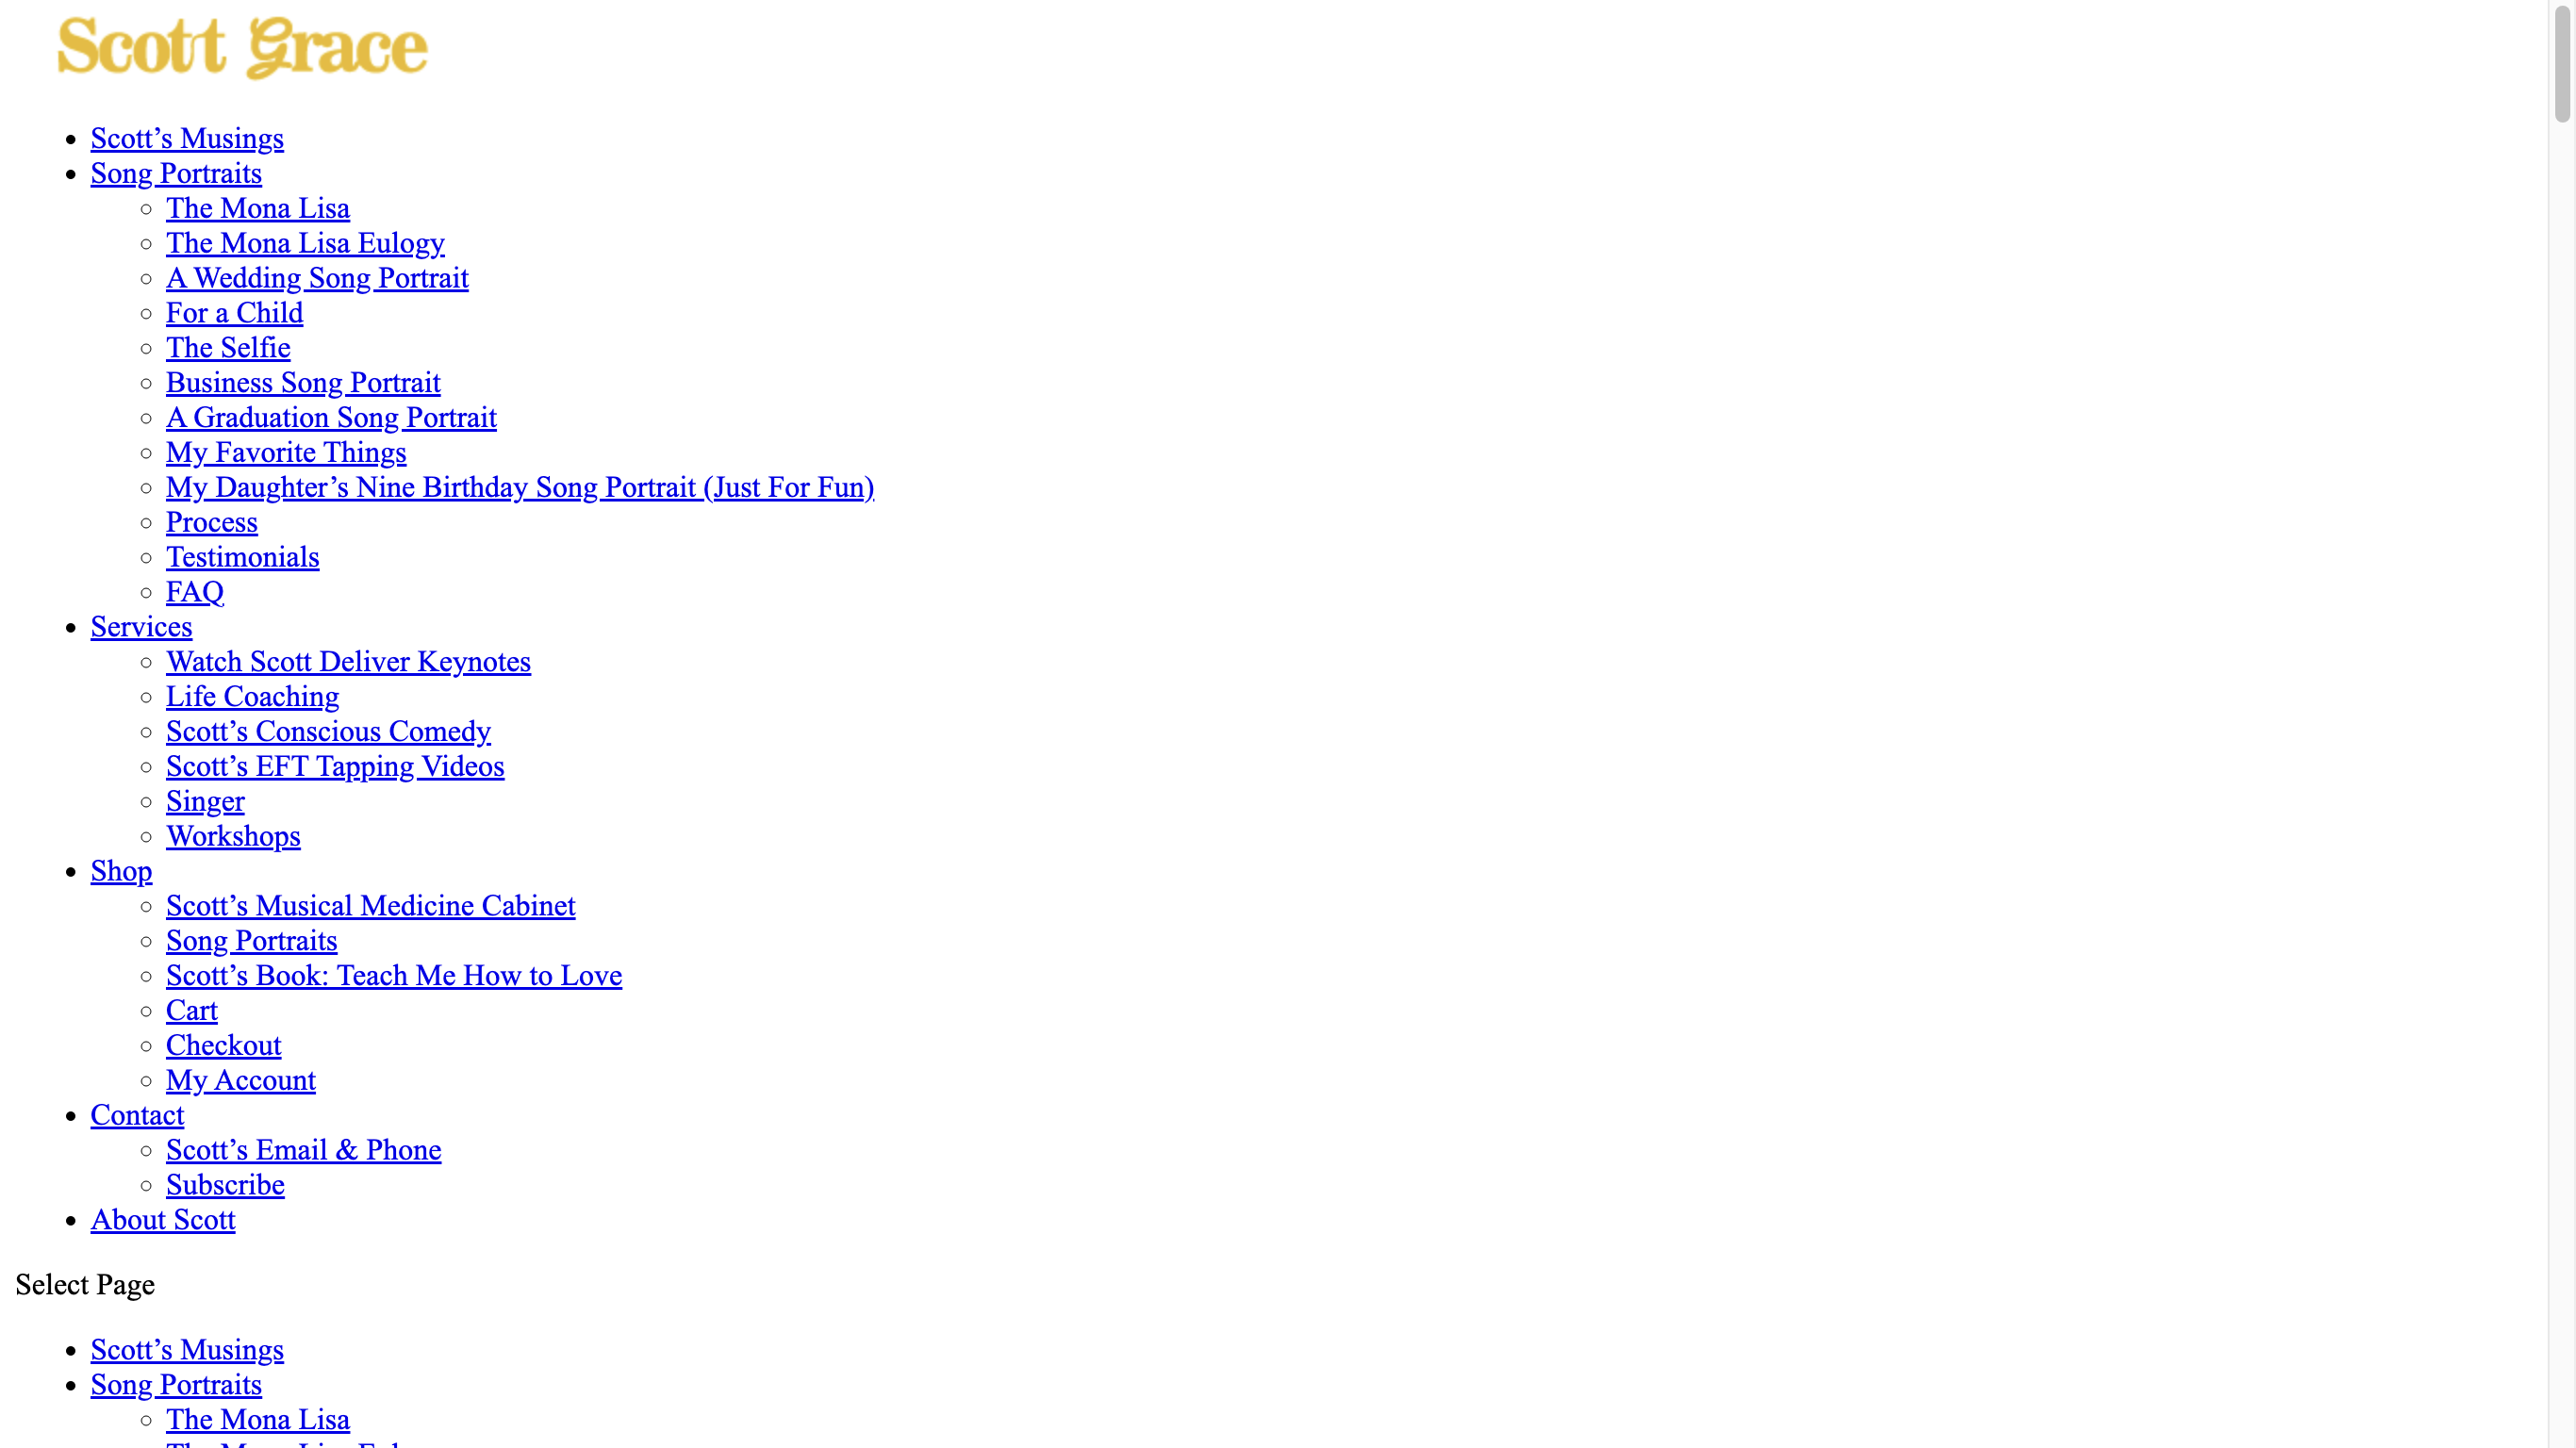 Scott Grace
Scott’s Musings
Song Portraits
The Mona Lisa
The Mona Lisa Eulogy
A Wedding Song Portrait
For a Child
The Selfie
Business Song Portrait
A Graduation Song Portrait
My Favorite Things
My Daughter’s Nine Birthday Song Portrait (Just For Fun)
Process
Testimonials
FAQ
Services
Watch Scott Deliver Keynotes
Life Coaching
Scott’s Conscious Comedy
Scott’s EFT Tapping Videos
Singer
Workshops
Shop
Scott’s Musical Medicine Cabinet
Song Portraits
Scott’s Book: Teach Me How to Love
Cart
Checkout
My Account
Contact
Scott’s Email & Phone
Subscribe
About Scott
Select Page
Scott’s Musings
Song Portraits
The Mona Lisa